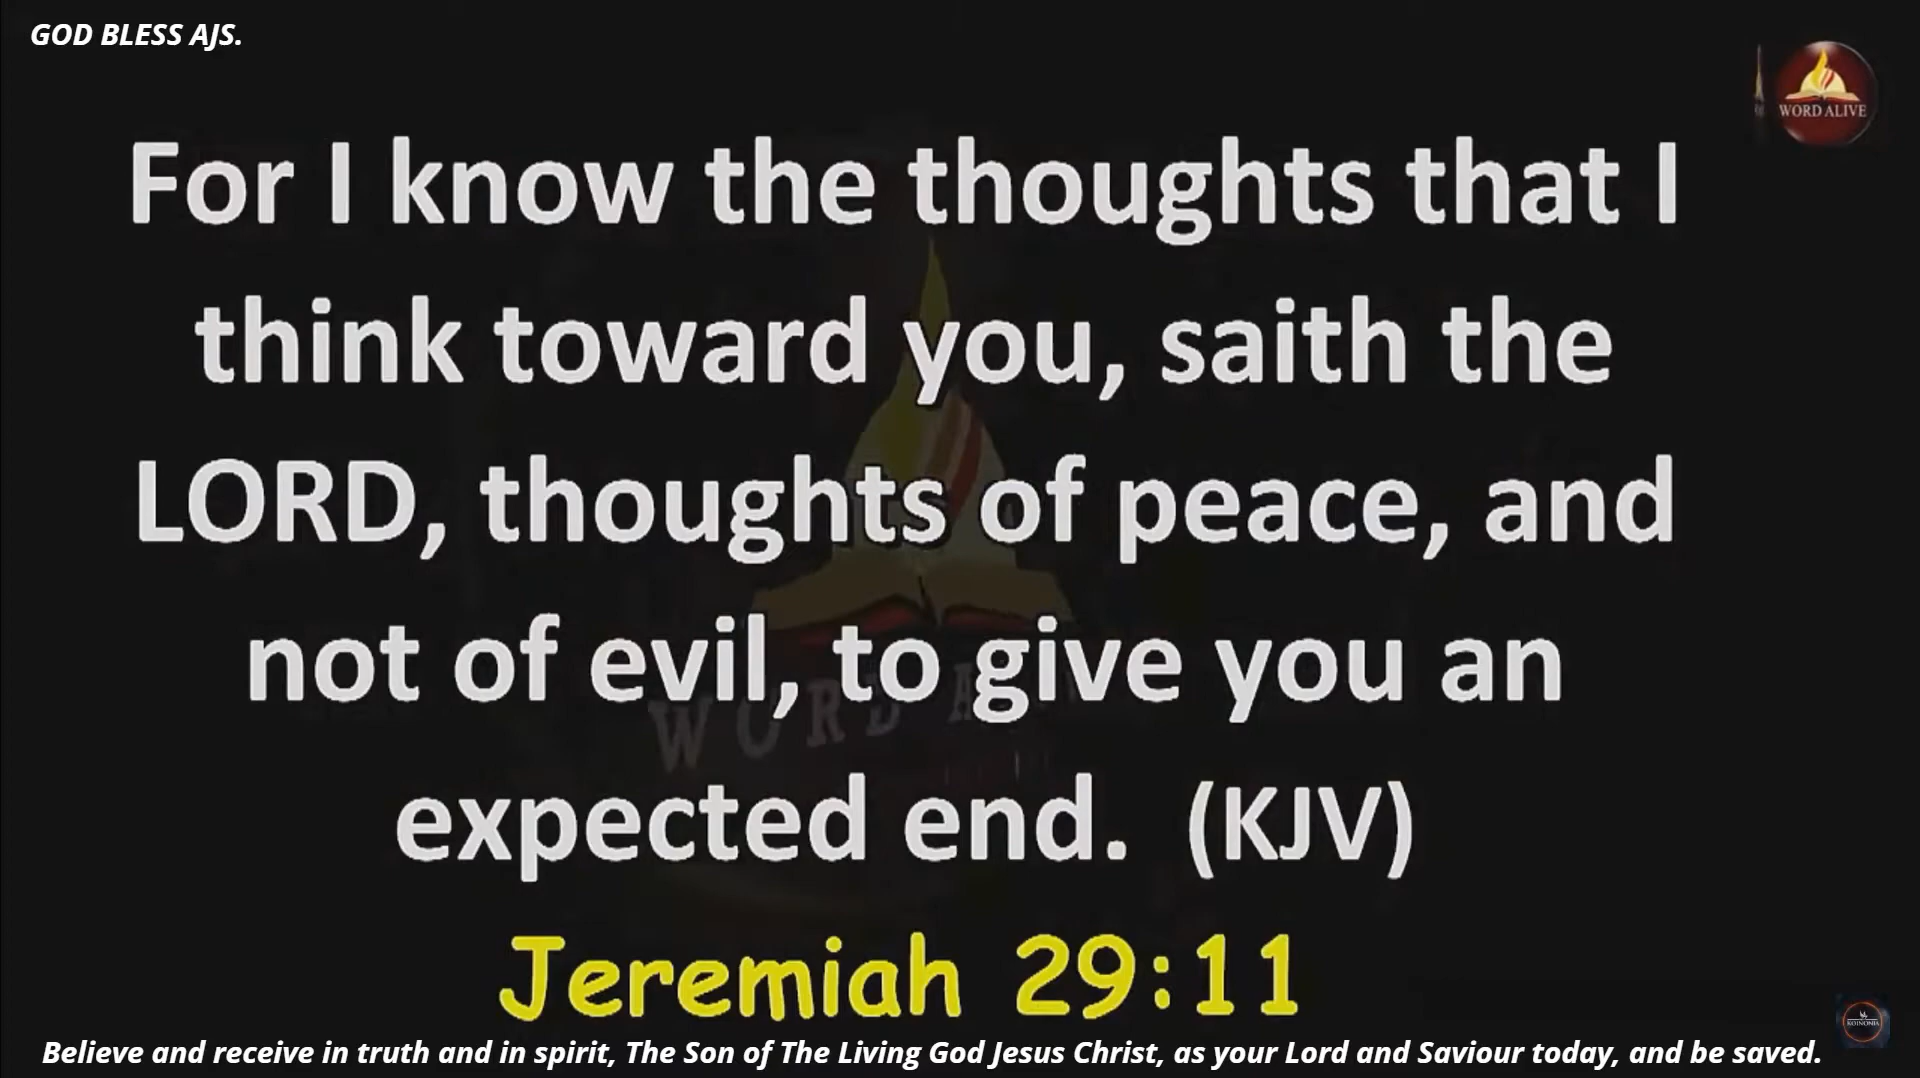 GOD BLESS AJS.
WORD ALIVE
For I know the thoughts that I
think toward you, saith the
LORD, thoughts of peace, and
not of evil, to give you an
WORD
expected end. (KJV)
Jeremiah 29:11
KOINONIA
Believe and receive in truth and in spirit, The Son of The Living God Jesus Christ, as your Lord and Saviour today, and be saved.